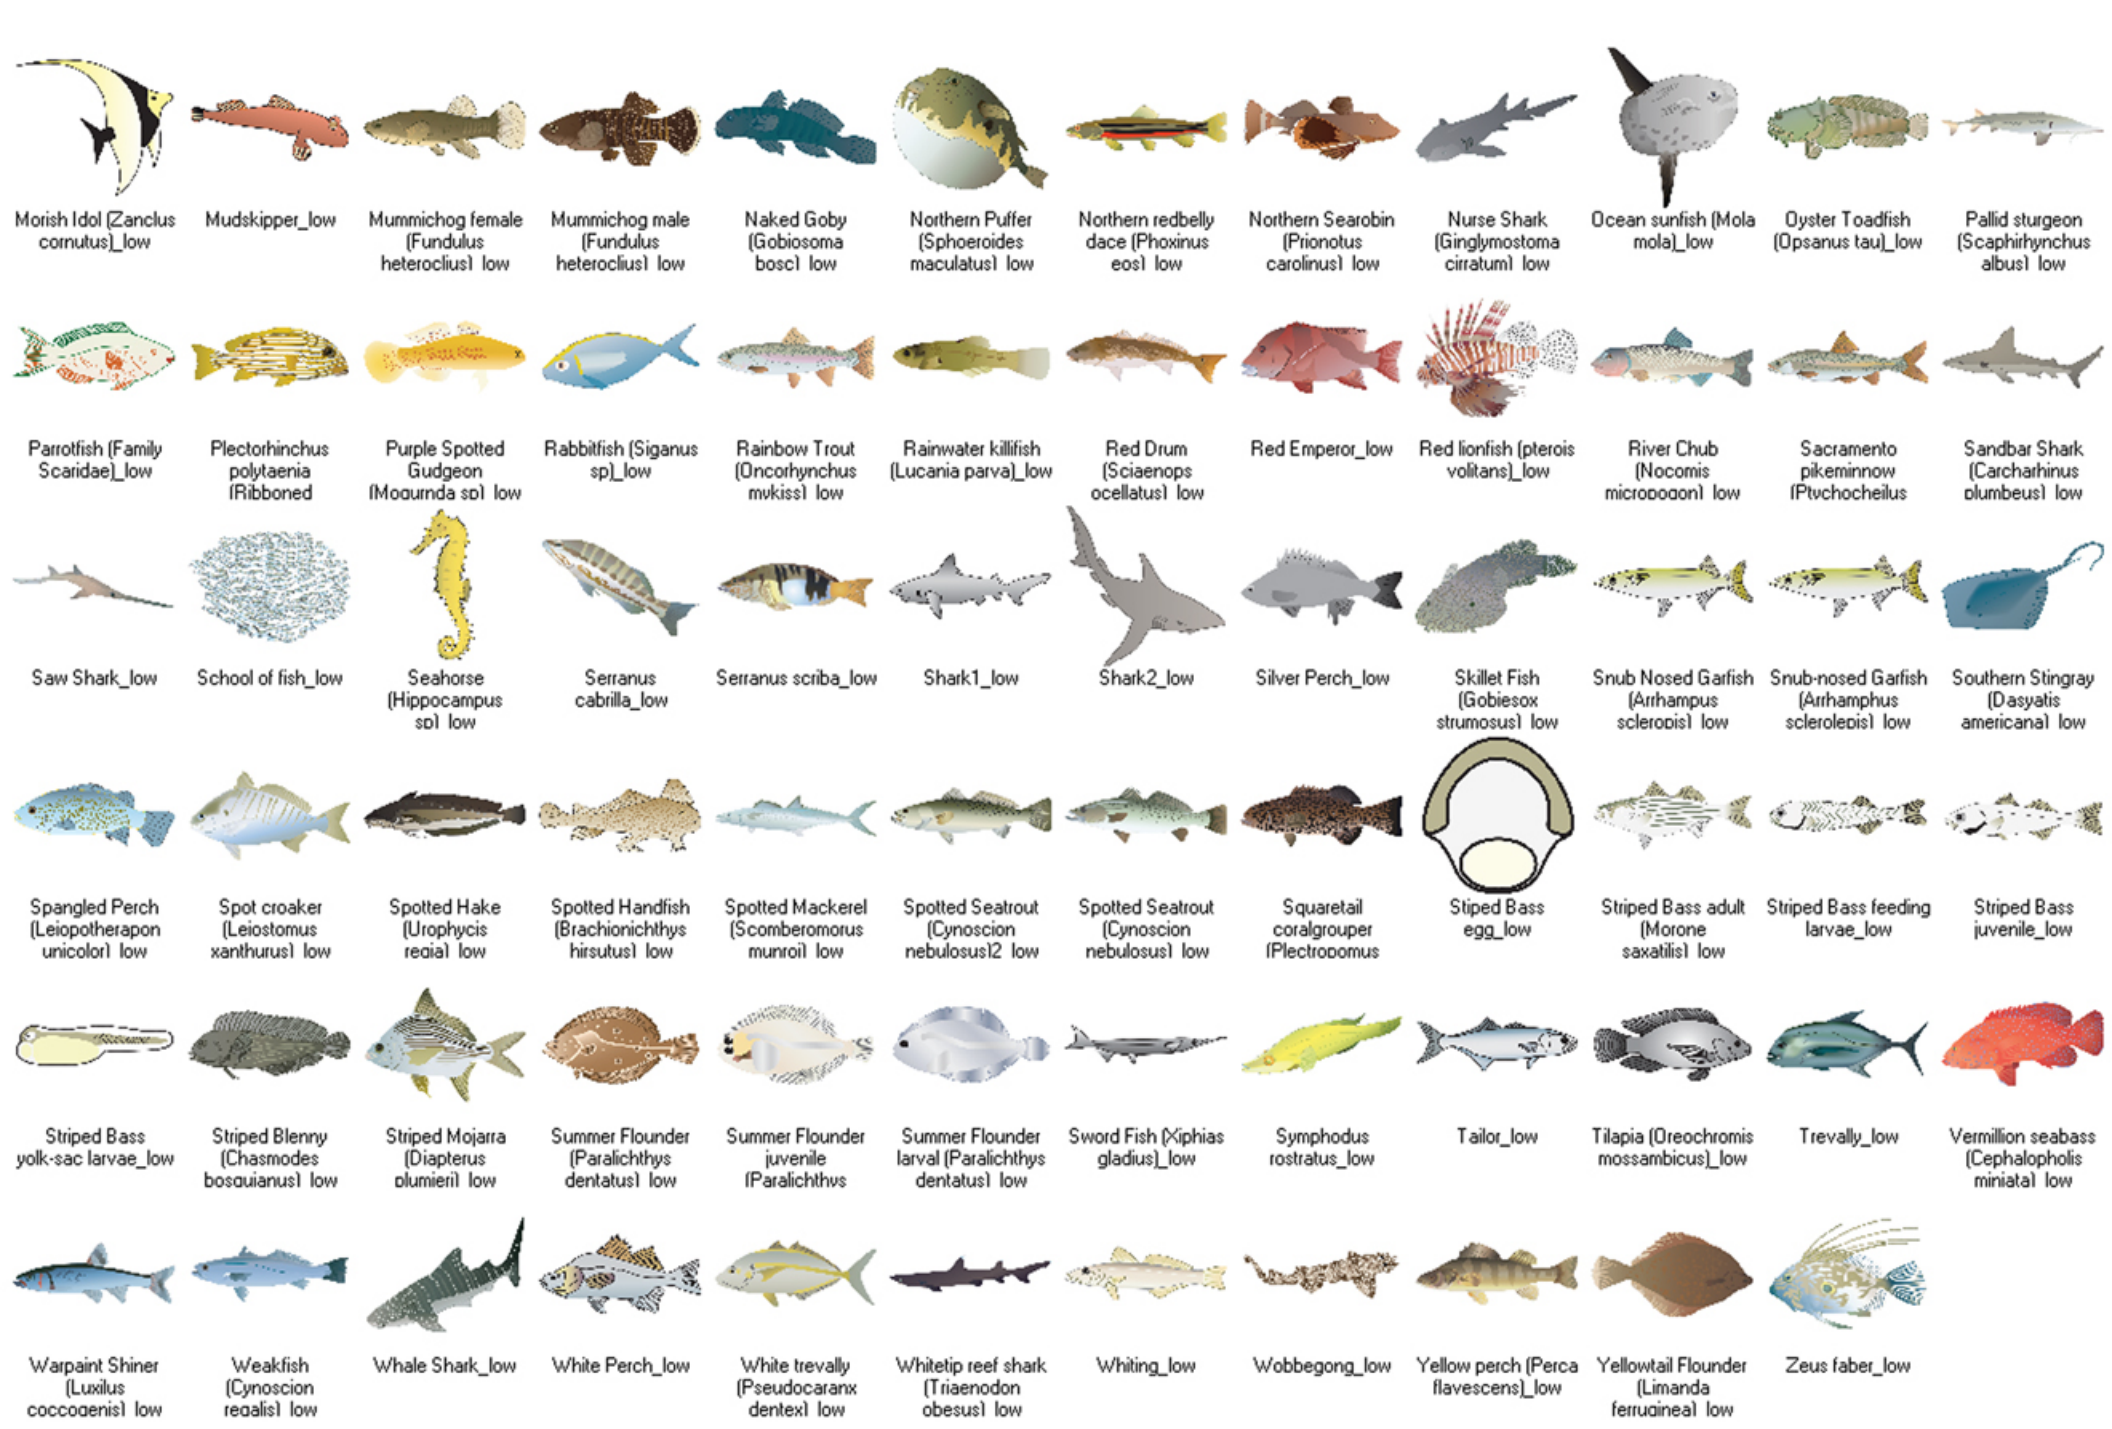 Morish Idol (Zanclus
cornutus)_low
Mudskipper_low
Mummichog female
(Fundulus
heteroclius)_low
Mummichog male
(Fundulus
heteroclius)_low
Naked Goby
(Gobiosoma
bosc)_low
Northern Puffer
(Sphoeroides
maculatus)_low
Northern redbelly
dace (Phoxinus
eos)_low
Northern Searobin
(Prionotus
carolinus)_low
Nurse Shark
(Ginglymostoma
cirratum)_low
Ocean sunfish (Mola
mola)_low
Oyster Toadfish
(Opsanus tau)_low
Pallid sturgeon
(Scaphirhynchus
albus)_low
Parrotfish (Family
Scaridae)_low
Plectorhinchus
polytaenia
(Ribboned
Purple Spotted
Gudgeon
(Mogurnda sp)_low
Rabbitfish (Siganus
sp)_low
Rainbow Trout
(Oncorhynchus
mykiss)_low
Rainwater killifish
(Lucania parva)_low
Red Drum
(Sciaenops
ocellatus)_low
Red Emperor_low
Red lionfish (pterois
volitans)_low
River Chub
(Nocomis
micropogon)_low
Sacramento
pikeminnow
(Ptychocheilus
Sandbar Shark
(Carcharhinus
plumbeus)_low
Saw Shark_low
School of fish_low
Seahorse
(Hippocampus
sp)_low
Serranus
cabrilla_low
Serranus scriba_low
Shark1_low
Shark2_low
Silver Perch_low
Skillet Fish
(Gobiesox
strumosus)_low
Snub Nosed Garfish
(Arrhampus
scleropis)_low
Snub-nosed Garfish
(Arrhamphus
sclerolepis)_low
Southern Stingray
(Dasyatis
americana)_low
Spangled Perch
(Leiopotherapon
unicolor)_low
Spot croaker
(Leiostomus
xanthurus)_low
Spotted Hake
(Urophycis
regia)_low
Spotted Handfish
(Brachionichthys
hirsutus)_low
Spotted Mackerel
(Scomberomorus
munroi)_low
Spotted Seatrout
(Cynoscion
nebulosus)2_low
Spotted Seatrout
(Cynoscion
nebulosus)_low
Squaretail
coralgrouper
(Plectropomus
Stiped Bass
egg_low
Striped Bass adult
(Morone
saxatilis)_low
Striped Bass feeding
larvae_low
Striped Bass
juvenile_low
Striped Bass
yolk-sac larvae_low
Striped Blenny
(Chasmodes
bosquianus)_low
Striped Mojarra
(Diapterus
plumieri)_low
Summer Flounder
(Paralichthys
dentatus)_low
Summer Flounder
juvenile
(Paralichthys
Summer Flounder
larval (Paralichthys
dentatus)_low
Sword Fish (Xiphias
gladius)_low
Symphodus
rostratus_low
Tailor_low
Tilapia (Oreochromis
mossambicus)_low
Trevally_low
Vermillion seabass
(Cephalopholis
miniata)_low
Warpaint Shiner
(Luxilus
coccogenis)_low
Weakfish
(Cynoscion
regalis)_low
Whale Shark_low
White Perch_low
White trevally
(Pseudocaranx
dentex)_low
Whitetip reef shark
(Triaenodon
obesus)_low
Whiting_low
Wobbegong_low
Yellow perch (Perca
flavescens)_low
Yellowtail Flounder
(Limanda
ferruginea)_low
Zeus faber_low